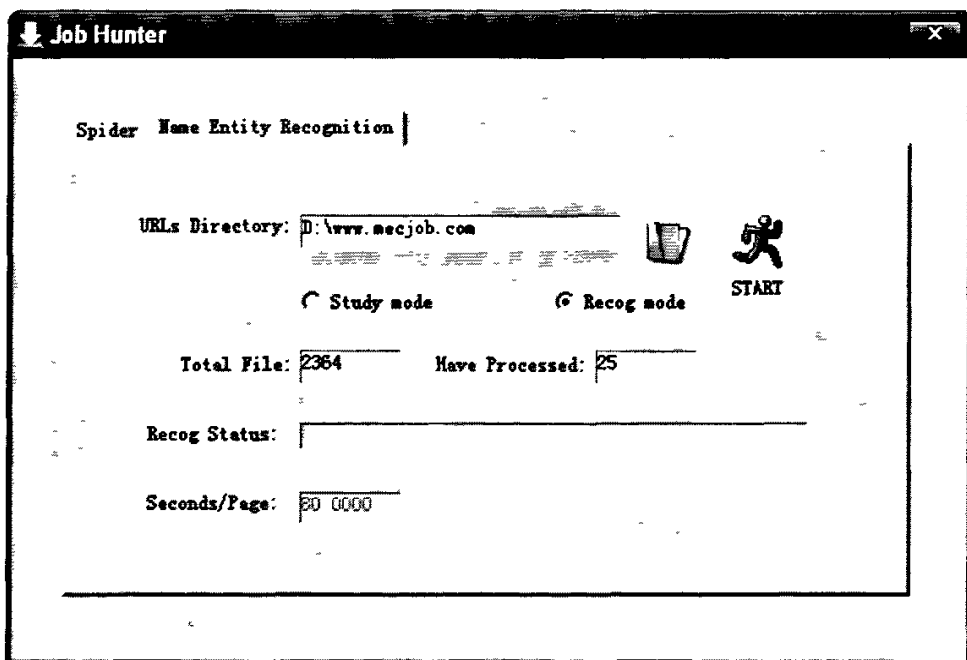 Job Hunter
Spider Name Entity Recognition
URLs Directory: D:\www.mecjob.com
START
Study mode Recog mode
Total File: 2364 Have Processed: 25
Recog Status:
Seconds/Page: 80 0000